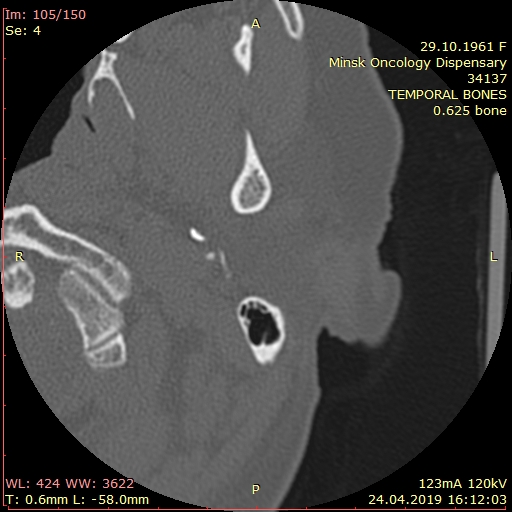 Im: 105/150
Se: 4
A
29.10.1961 F
Minsk Oncology Dispensary
34137
TEMPORAL BONES
0.625 bone
R
L
WL: 424 WW: 3622
T: 0.6mm L: -58.0mm
P
123mA 120kV
24.04.2019 16:12:03